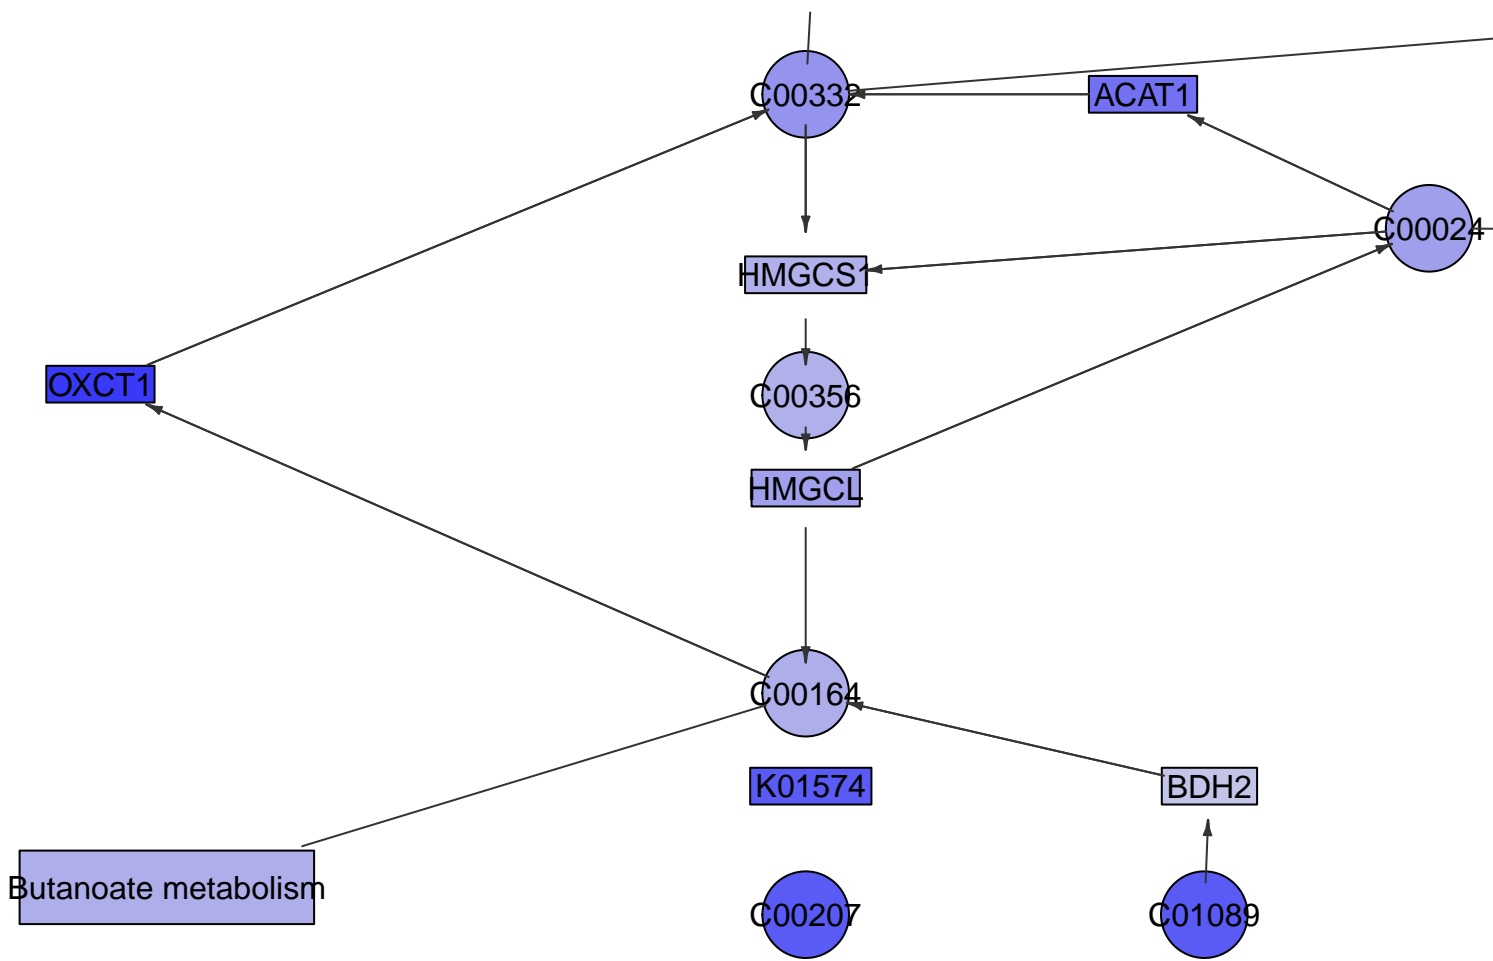 C00332
ACAT1
C00024
HMGCS1
OXCT1
C00356
HMGCL
C00164
K01574
BDH2
Butanoate metabolism
C00207
C01089